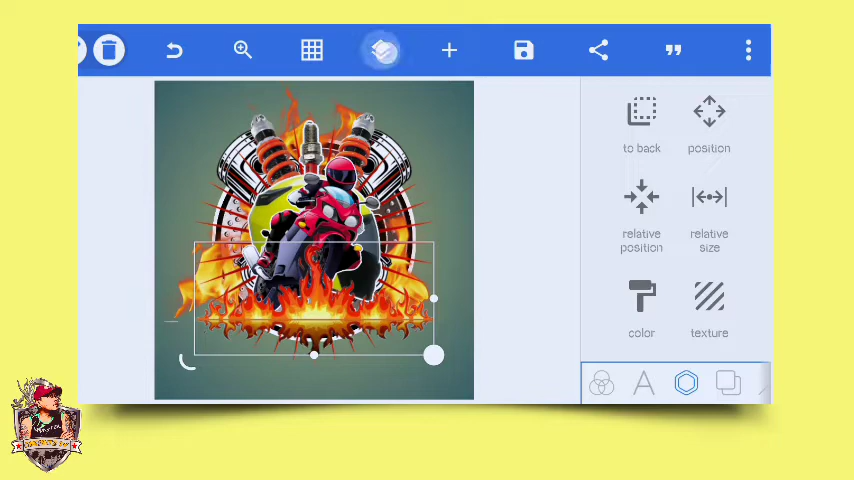 to back
position
relative
position
relative
size
color
texture